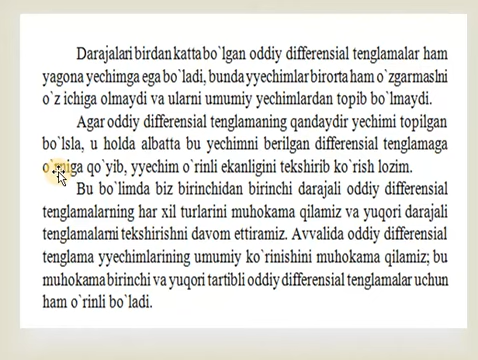 Darajalari birdan katta bo`lgan oddiy differensial tenglamalar ham
yagona yechimga ega bo`ladi, bunda yyechimlar birorta ham o`zgarmaslni
o`z ichiga olmaydi va ularni umumiy yechimlardan topib bo`lmaydi.
Agar oddiy differensial tenglamaning qandaydir yechimi topilgan
bo`lsla, u holda albatta bu yechimni berilgan differensial tenglamaga
qo`yib, yyechim o`rinli ekanligini tekshirib ko`rish lozim.
Bu bo`limda biz birinchidan birinchi darajali oddiy differensial
tenglamalarning har xil turlarini muhokama qilamiz va yuqori darajali
tenglamalarni tekshirishni davom ettiramiz. Avvalida oddiy differensial
tenglama yyechimlarining umumiy ko`rinishini muhokama qilamiz; bu
muhokama birinchi va yuqori tartibli oddiy differensial tenglamalar uchun
ham o`rinli bo`ladi.